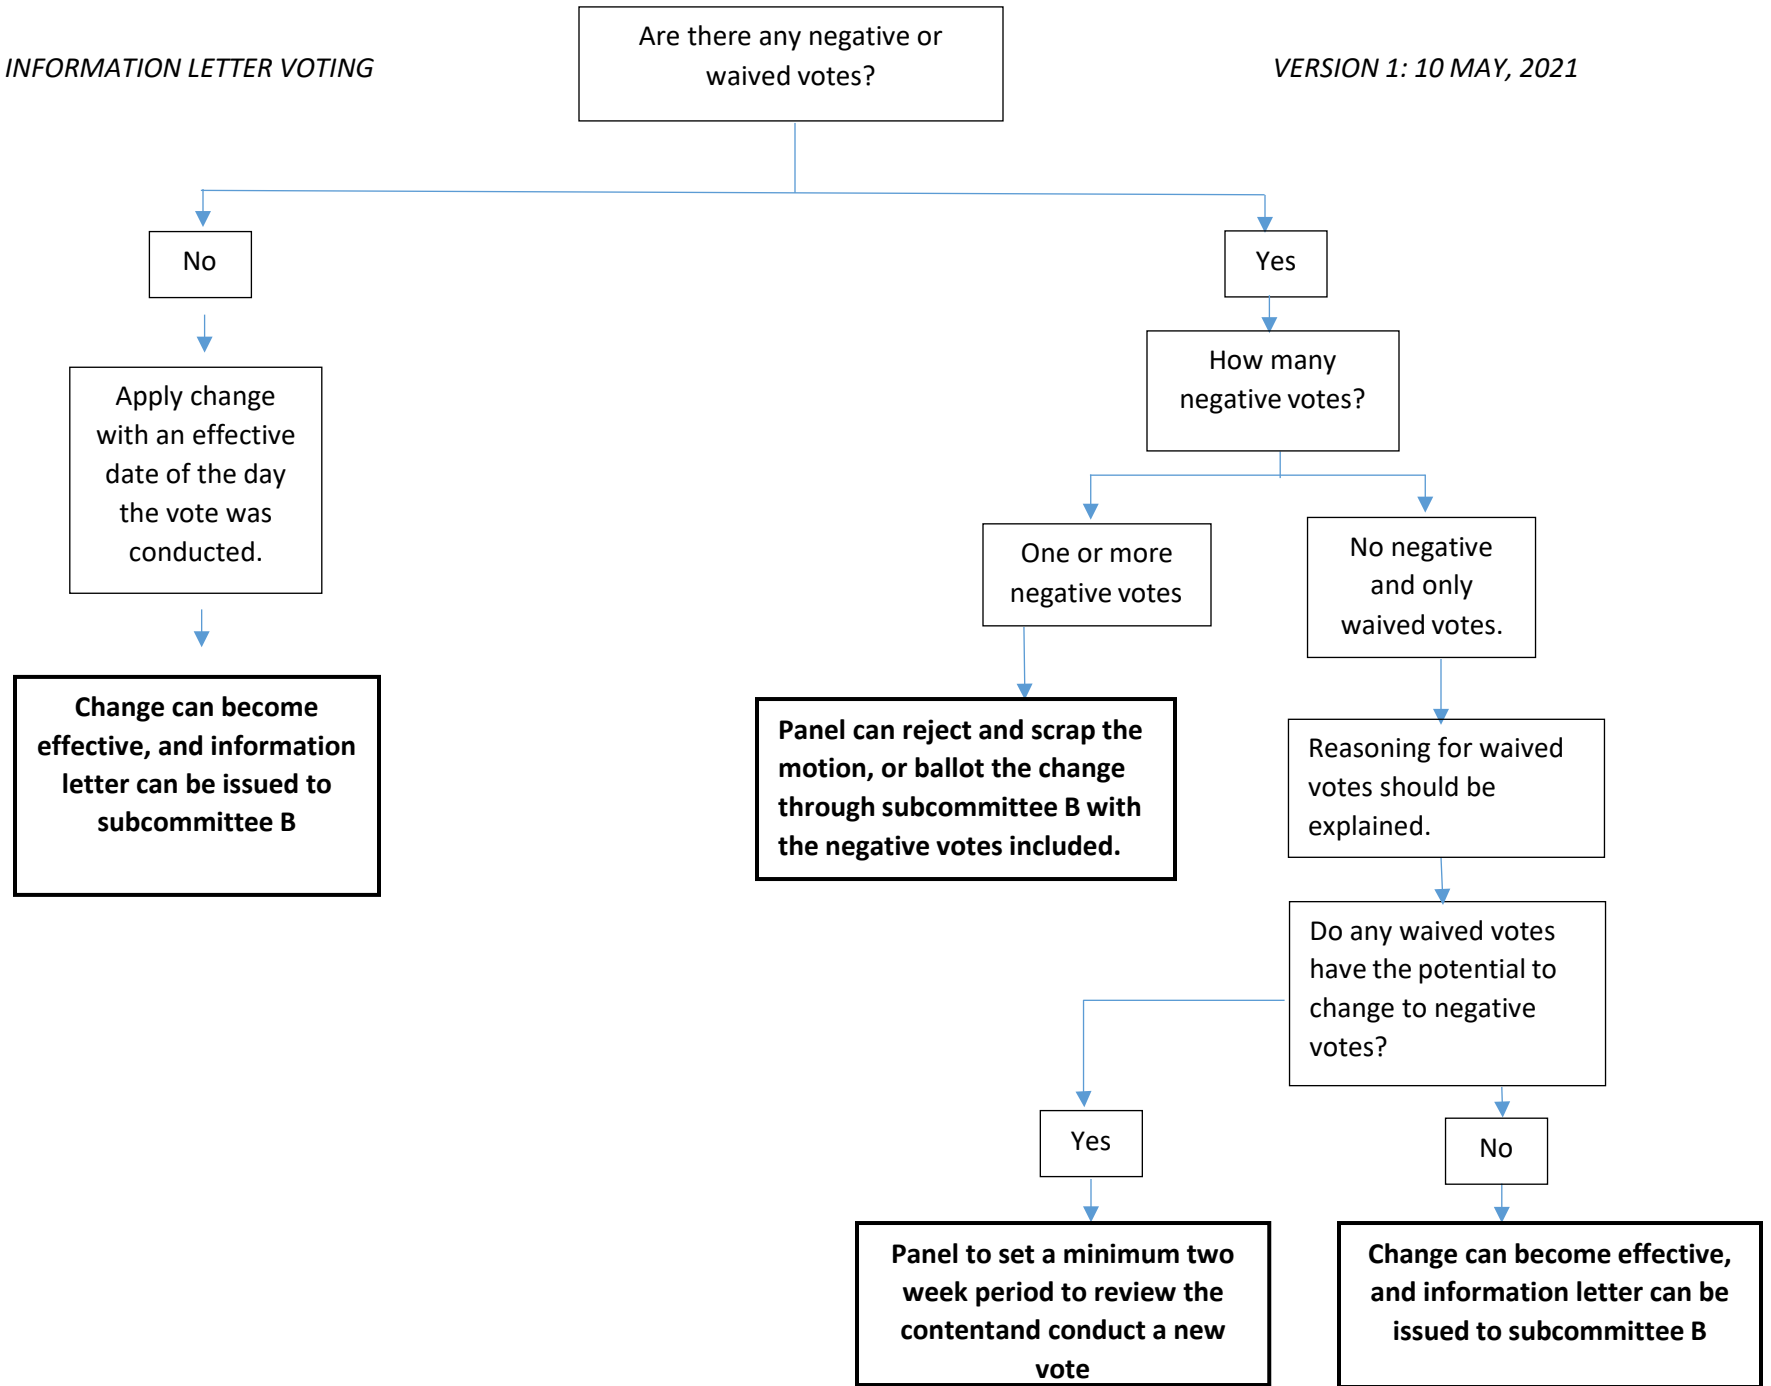 INFORMATION LETTER VOTING
Are there any negative or
waived votes?
VERSION 1: 10 MAY, 2021
No
Yes
Apply change
with an effective
date of the day
the vote was
conducted.
How many
negative votes?
One or more
negative votes
No negative
and only
waived votes.
Change can become
effective, and information
letter can be issued to
subcommittee B
Panel can reject and scrap the
motion, or ballot the change
through subcommittee B with
the negative votes included.
Reasoning for waived
votes should be
explained.
Do any waived votes
have the potential to
change to negative
votes?
Yes
No
Panel to set a minimum two
week period to review the
contentand conduct a new
vote
Change can become effective,
and information letter can be
issued to subcommittee B